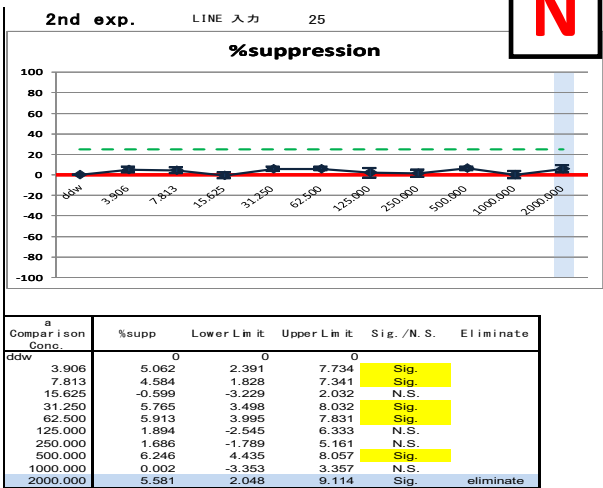 2nd exp. LINE 入力 25
N
%suppression
100
80
60
40
20
0
-20
-40
-60
-80
-100
ddw 3.906 7.813 15.625 31.250 62.500 125.000 250.000 500.000 1000.000 2000.000
a
Comparison Conc. %supp Lower Limit Upper Limit Sig./N.S. Eliminate
ddw 0 0 0
3.906 5.062 2.391 7.734 Sig.
7.813 4.584 1.828 7.341 Sig.
15.625 -0.599 -3.229 2.032 N.S.
31.250 5.765 3.498 8.032 Sig.
62.500 5.913 3.995 7.831 Sig.
125.000 1.894 -2.545 6.333 N.S.
250.000 1.686 -1.789 5.161 N.S.
500.000 6.246 4.435 8.057 Sig.
1000.000 0.002 -3.353 3.357 N.S.
2000.000 5.581 2.048 9.114 Sig. eliminate